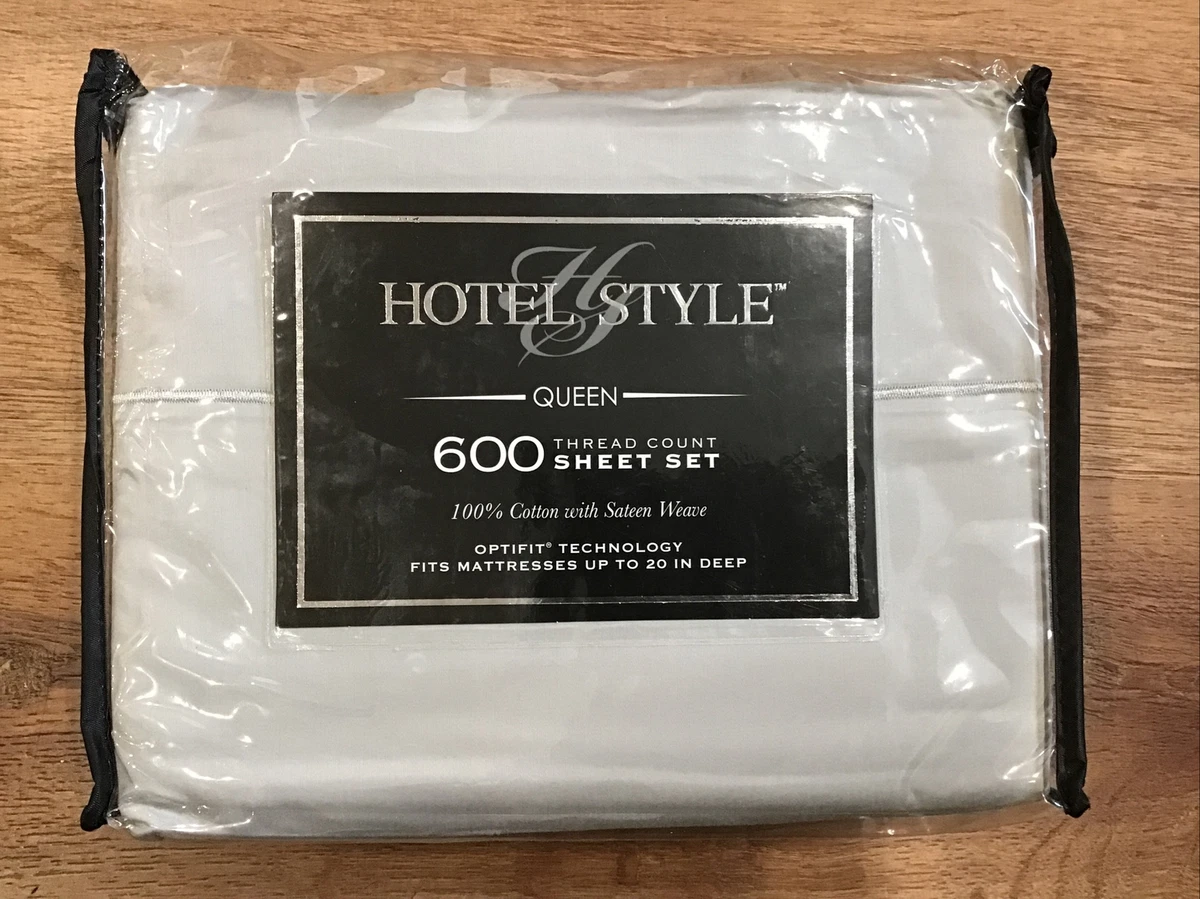 HS
HOTEL STYLE™
QUEEN
600 THREAD COUNT
SHEET SET
100% Cotton with Sateen Weave
OPTIFIT® TECHNOLOGY
FITS MATTRESSES UP TO 20 IN DEEP